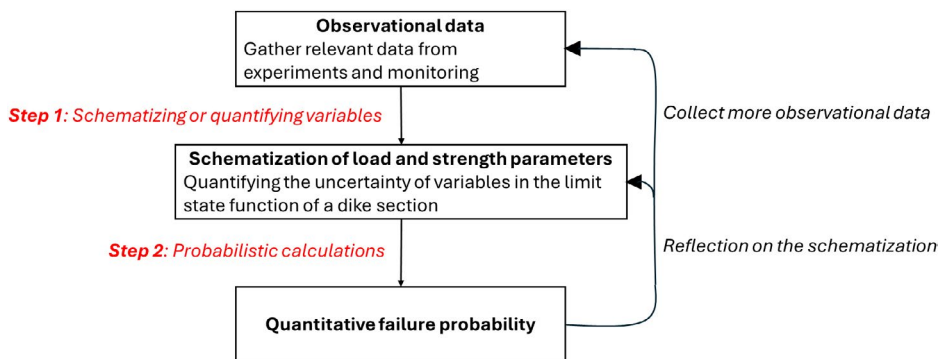 Observational data
Gather relevant data from
experiments and monitoring
Step 1: Schematizing or quantifying variables
Collect more observational data
Schematization of load and strength parameters
Quantifying the uncertainty of variables in the limit
state function of a dike section
Step 2: Probabilistic calculations
Reflection on the schematization
Quantitative failure probability